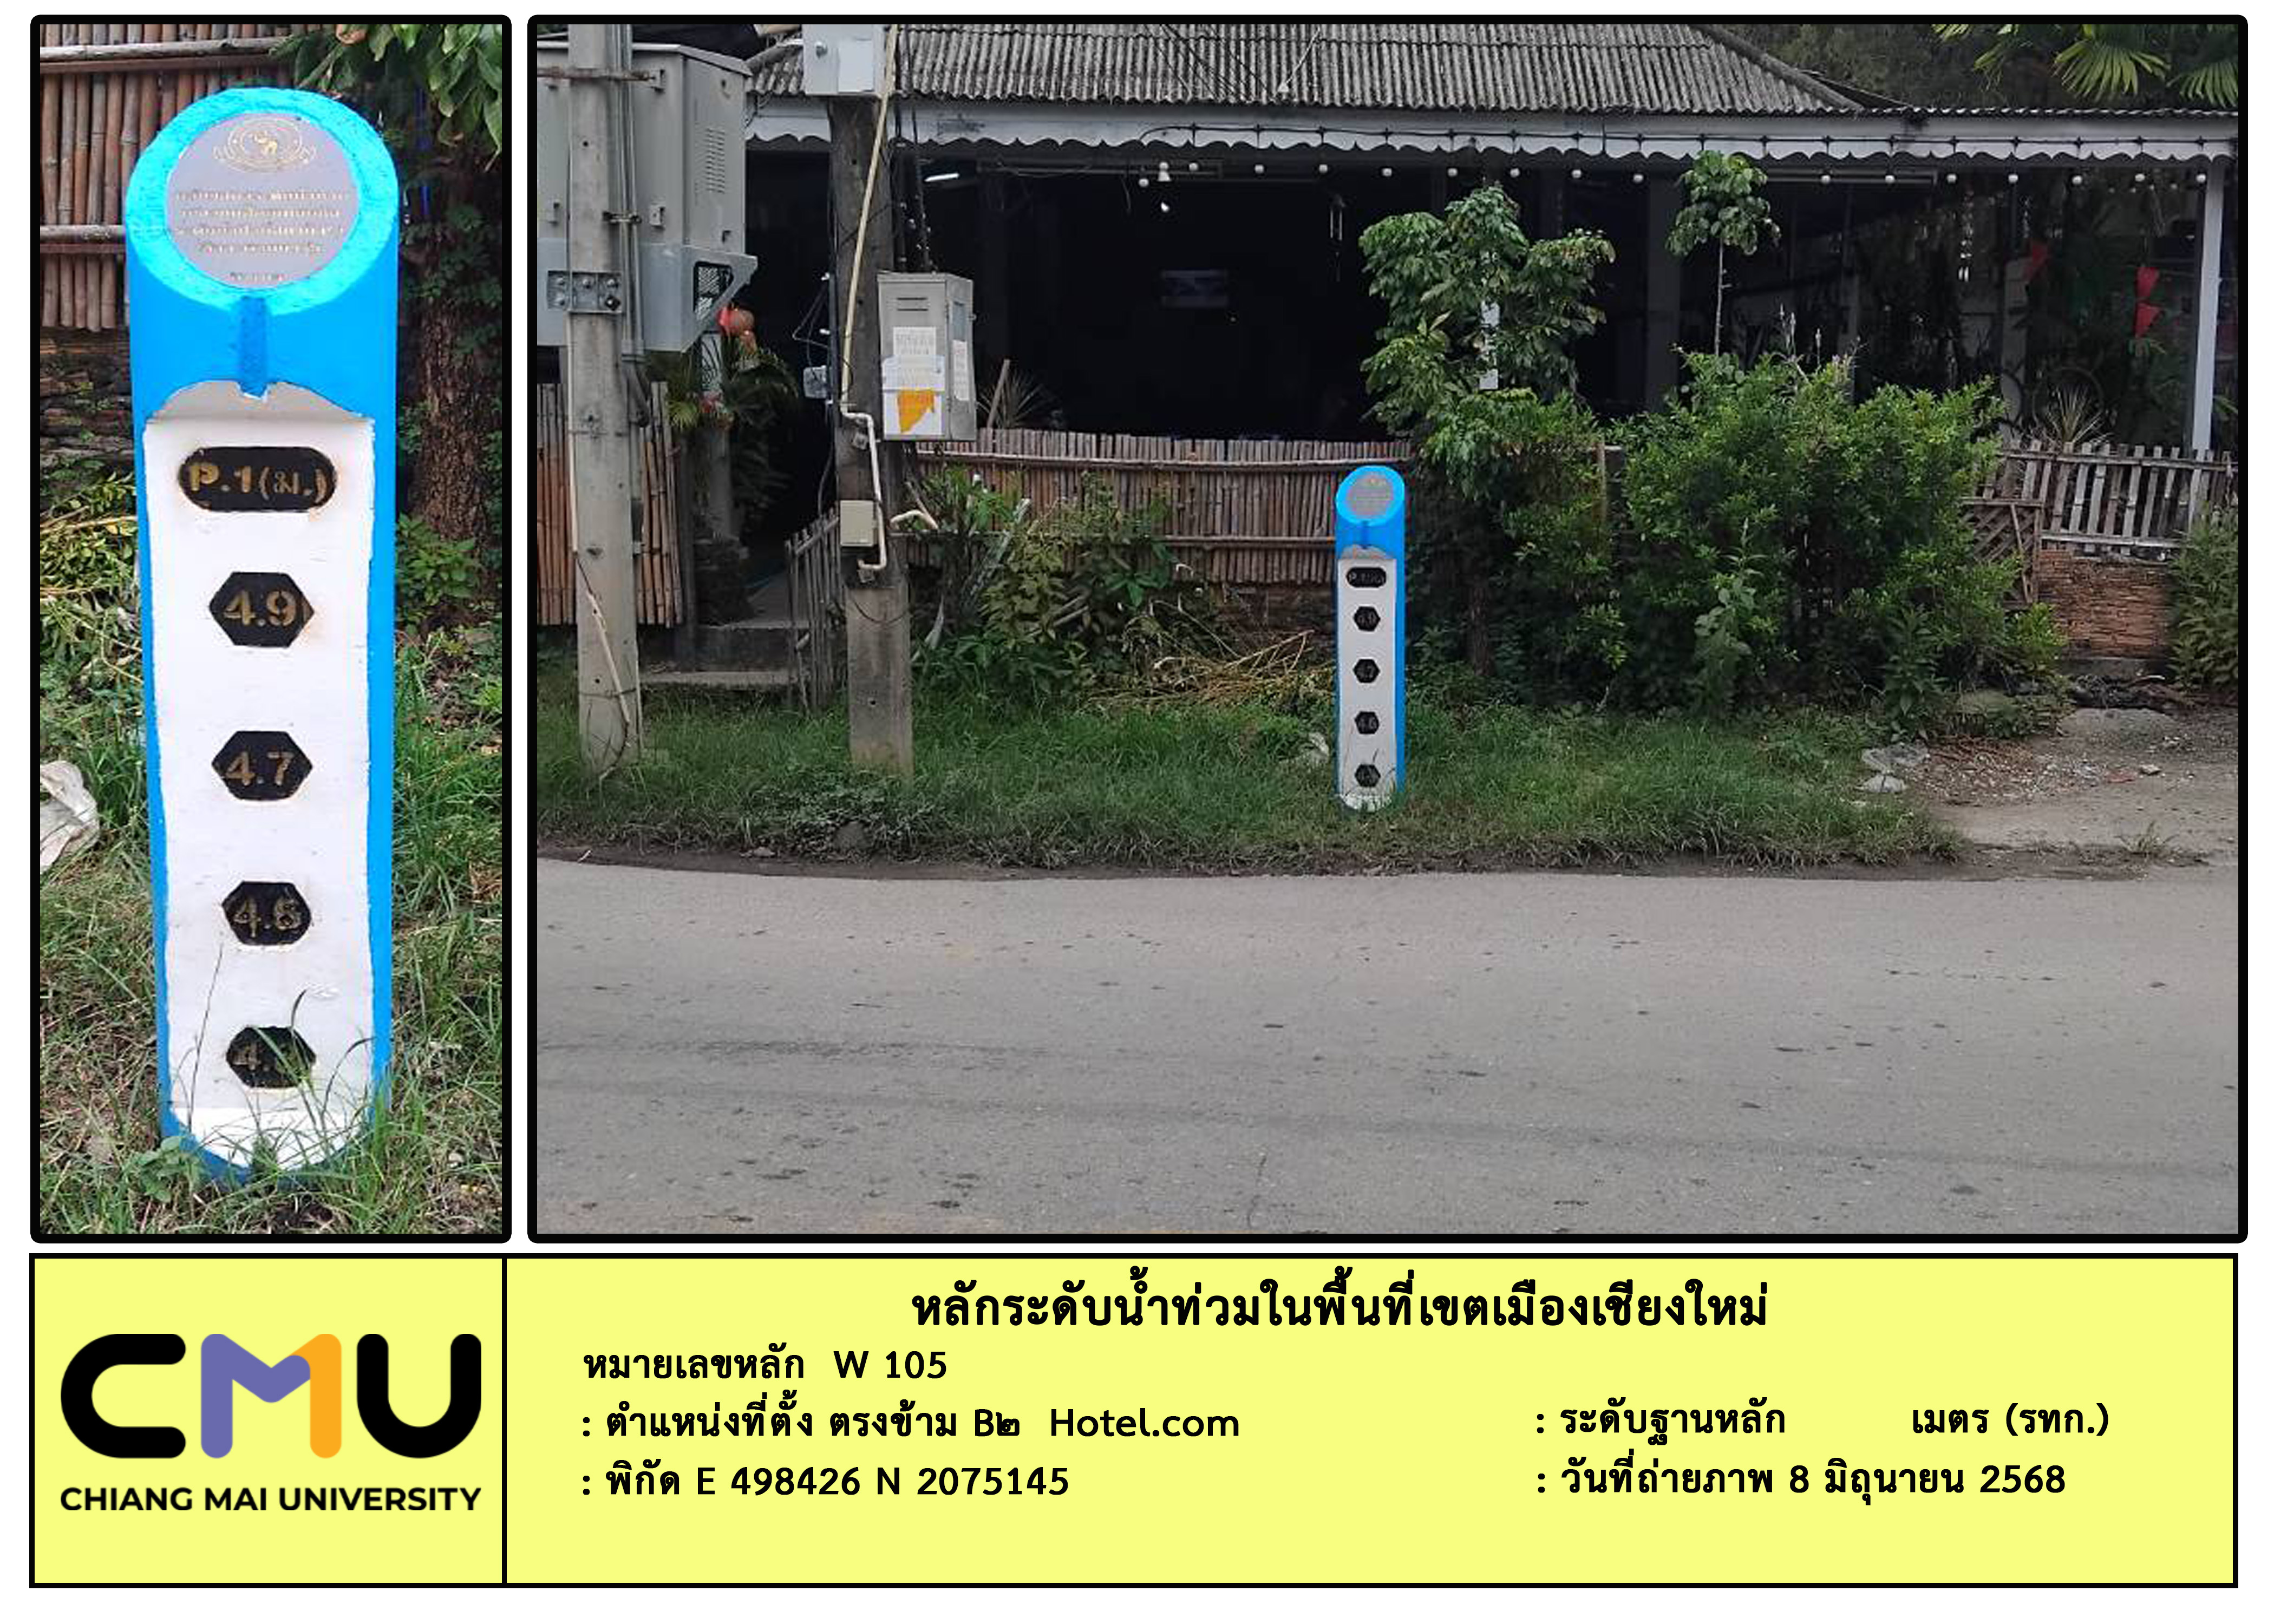 P.1(ม.)
4.9
4.7
4.6
CMU
CHIANG MAI UNIVERSITY
หลักระดับน้ำท่วมในพื้นที่เขตเมืองเชียงใหม่
หมายเลขหลัก W 105
: ตำแหน่งที่ตั้ง ตรงข้าม B๒ Hotel.com
: ระดับฐานหลัก เมตร (รทก.)
: พิกัด E 498426 N 2075145
: วันที่ถ่ายภาพ 8 มิถุนายน 2568